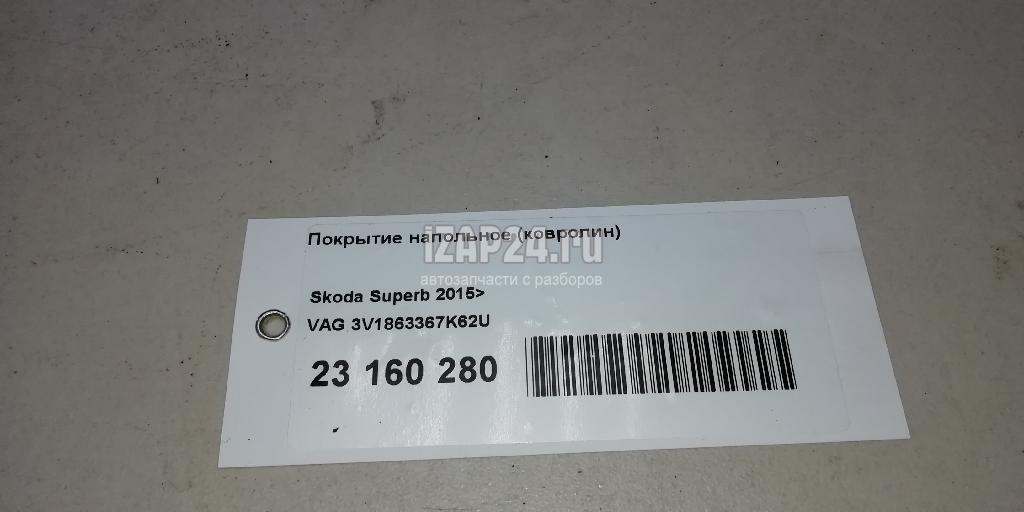 Покрытие напольное (ковролин)
iZAP24.ru
автозапчасти с разборов
Skoda Superb 2015>
VAG 3V1863367K62U
23 160 280